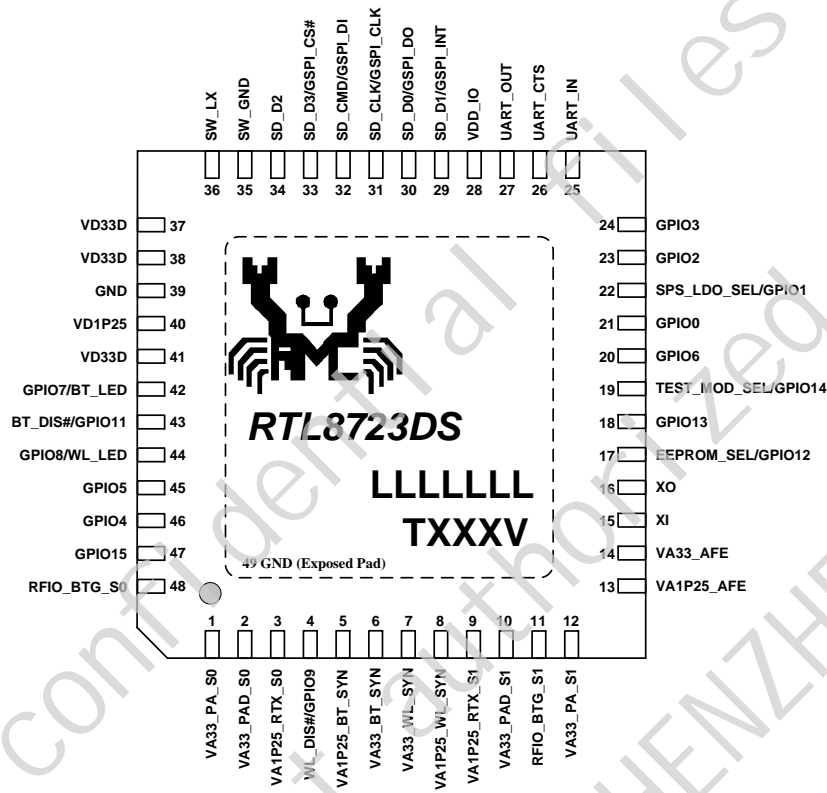 SW_LX
SW_GND
SD_D2
SD_D3/GSPI_CS#
SD_CMD/GSPI_DI
SD_CLK/GSPI_CLK
SD_D0/GSPI_DO
SD_D1/GSPI_INT
VDD_IO
UART_OUT
UART_CTS
UART_IN
36 35 34 33 32 31 30 29 28 27 26 25
VD33D 37
VD33D 38
GND 39
VD1P25 40
VD33D 41
GPIO7/BT_LED 42
BT_DIS#/GPIO11 43
GPIO8/WL_LED 44
GPIO5 45
GPIO4 46
GPIO15 47
RFIO_BTG_S0 48
RTL8723DS
LLLLLLL
TXXXV
49 GND (Exposed Pad)
24 GPIO3
23 GPIO2
22 SPS_LDO_SEL/GPIO1
21 GPIO0
20 GPIO6
19 TEST_MOD_SEL/GPIO14
18 GPIO13
17 EEPROM_SEL/GPIO12
16 XO
15 XI
14 VA33_AFE
13 VA1P25_AFE
1 2 3 4 5 6 7 8 9 10 11 12
VA33_PA_S0
VA33_PAD_S0
VA1P25_RTX_S0
WL_DIS#/GPIO9
VA1P25_BT_SYN
VA33_BT_SYN
VA33_WL_SYN
VA1P25_WL_SYN
VA1P25_RTX_S1
VA33_PAD_S1
RFIO_BTG_S1
VA33_PA_S1
confidential files
authorized